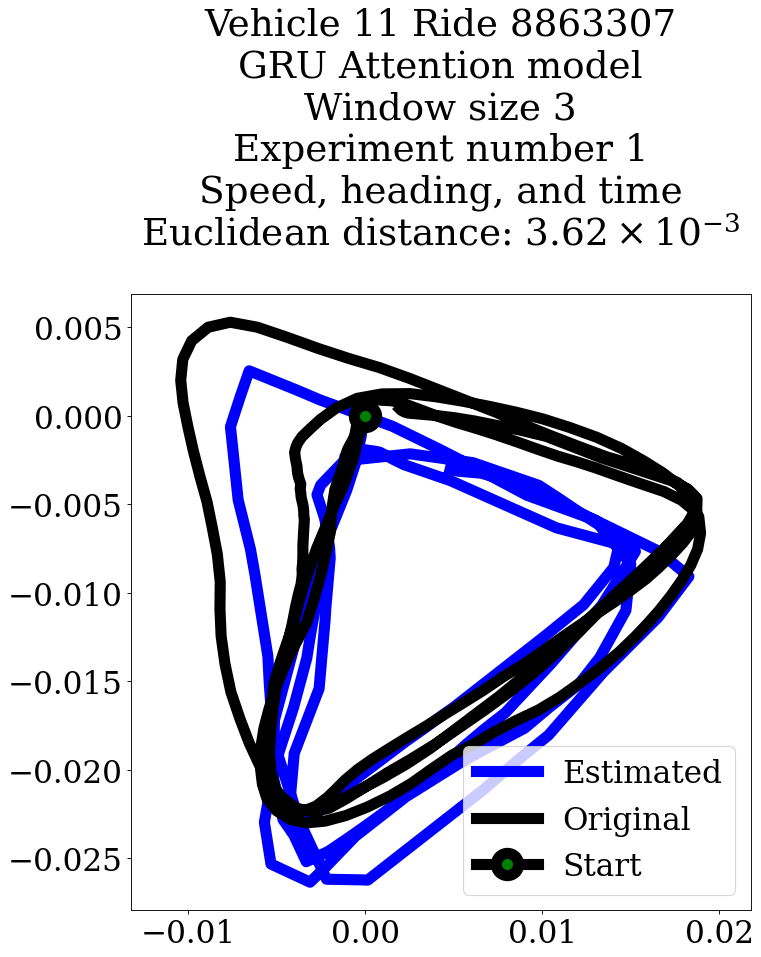 Vehicle 11 Ride 8863307
GRU Attention model
Window size 3
Experiment number 1
Speed, heading, and time
Euclidean distance: 3.62 × 10⁻³
0.005
0.000
−0.005
−0.010
−0.015
−0.020
−0.025
Estimated
Original
Start
−0.01 0.00 0.01 0.02